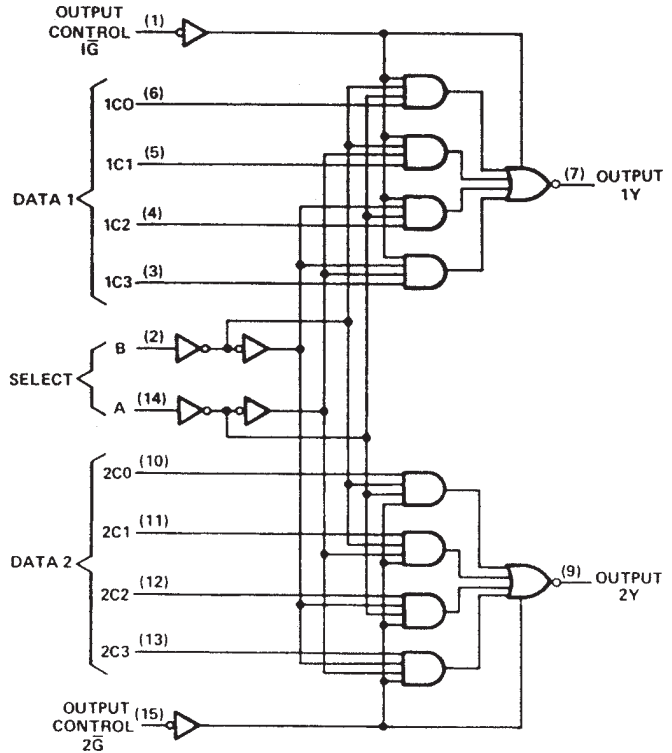 OUTPUT
CONTROL (1)
1G̅
1C0 (6)
1C1 (5)
DATA 1
1C2 (4)
1C3 (3)
(7) OUTPUT
1Y
B (2)
SELECT
A (14)
2C0 (10)
2C1 (11)
DATA 2
2C2 (12)
2C3 (13)
(9) OUTPUT
2Y
OUTPUT
CONTROL (15)
2G̅